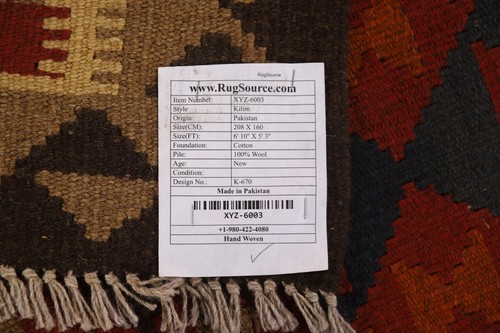 RugSource
www.RugSource.com
Item Number: XYZ-6003
Style Kilim
Origin: Pakistan
Size(CM): 208 X 160
Size(FT): 6' 10" X 5' 3"
Foundation: Cotton
Pile: 100% Wool
Age: New
Condition:
Design No.: K-670
Made in Pakistan
XYZ-6003
+1-980-422-4080
Hand Woven